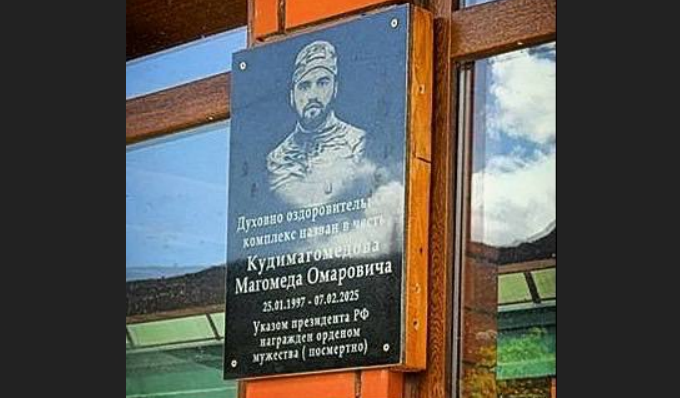 Духовно оздоровительный
комплекс назван в честь
Кудимагомедова
Магомеда Омаровича
25.01.1997 - 07.02.2025
Указом президента РФ
награжден орденом
мужества ( посмертно)